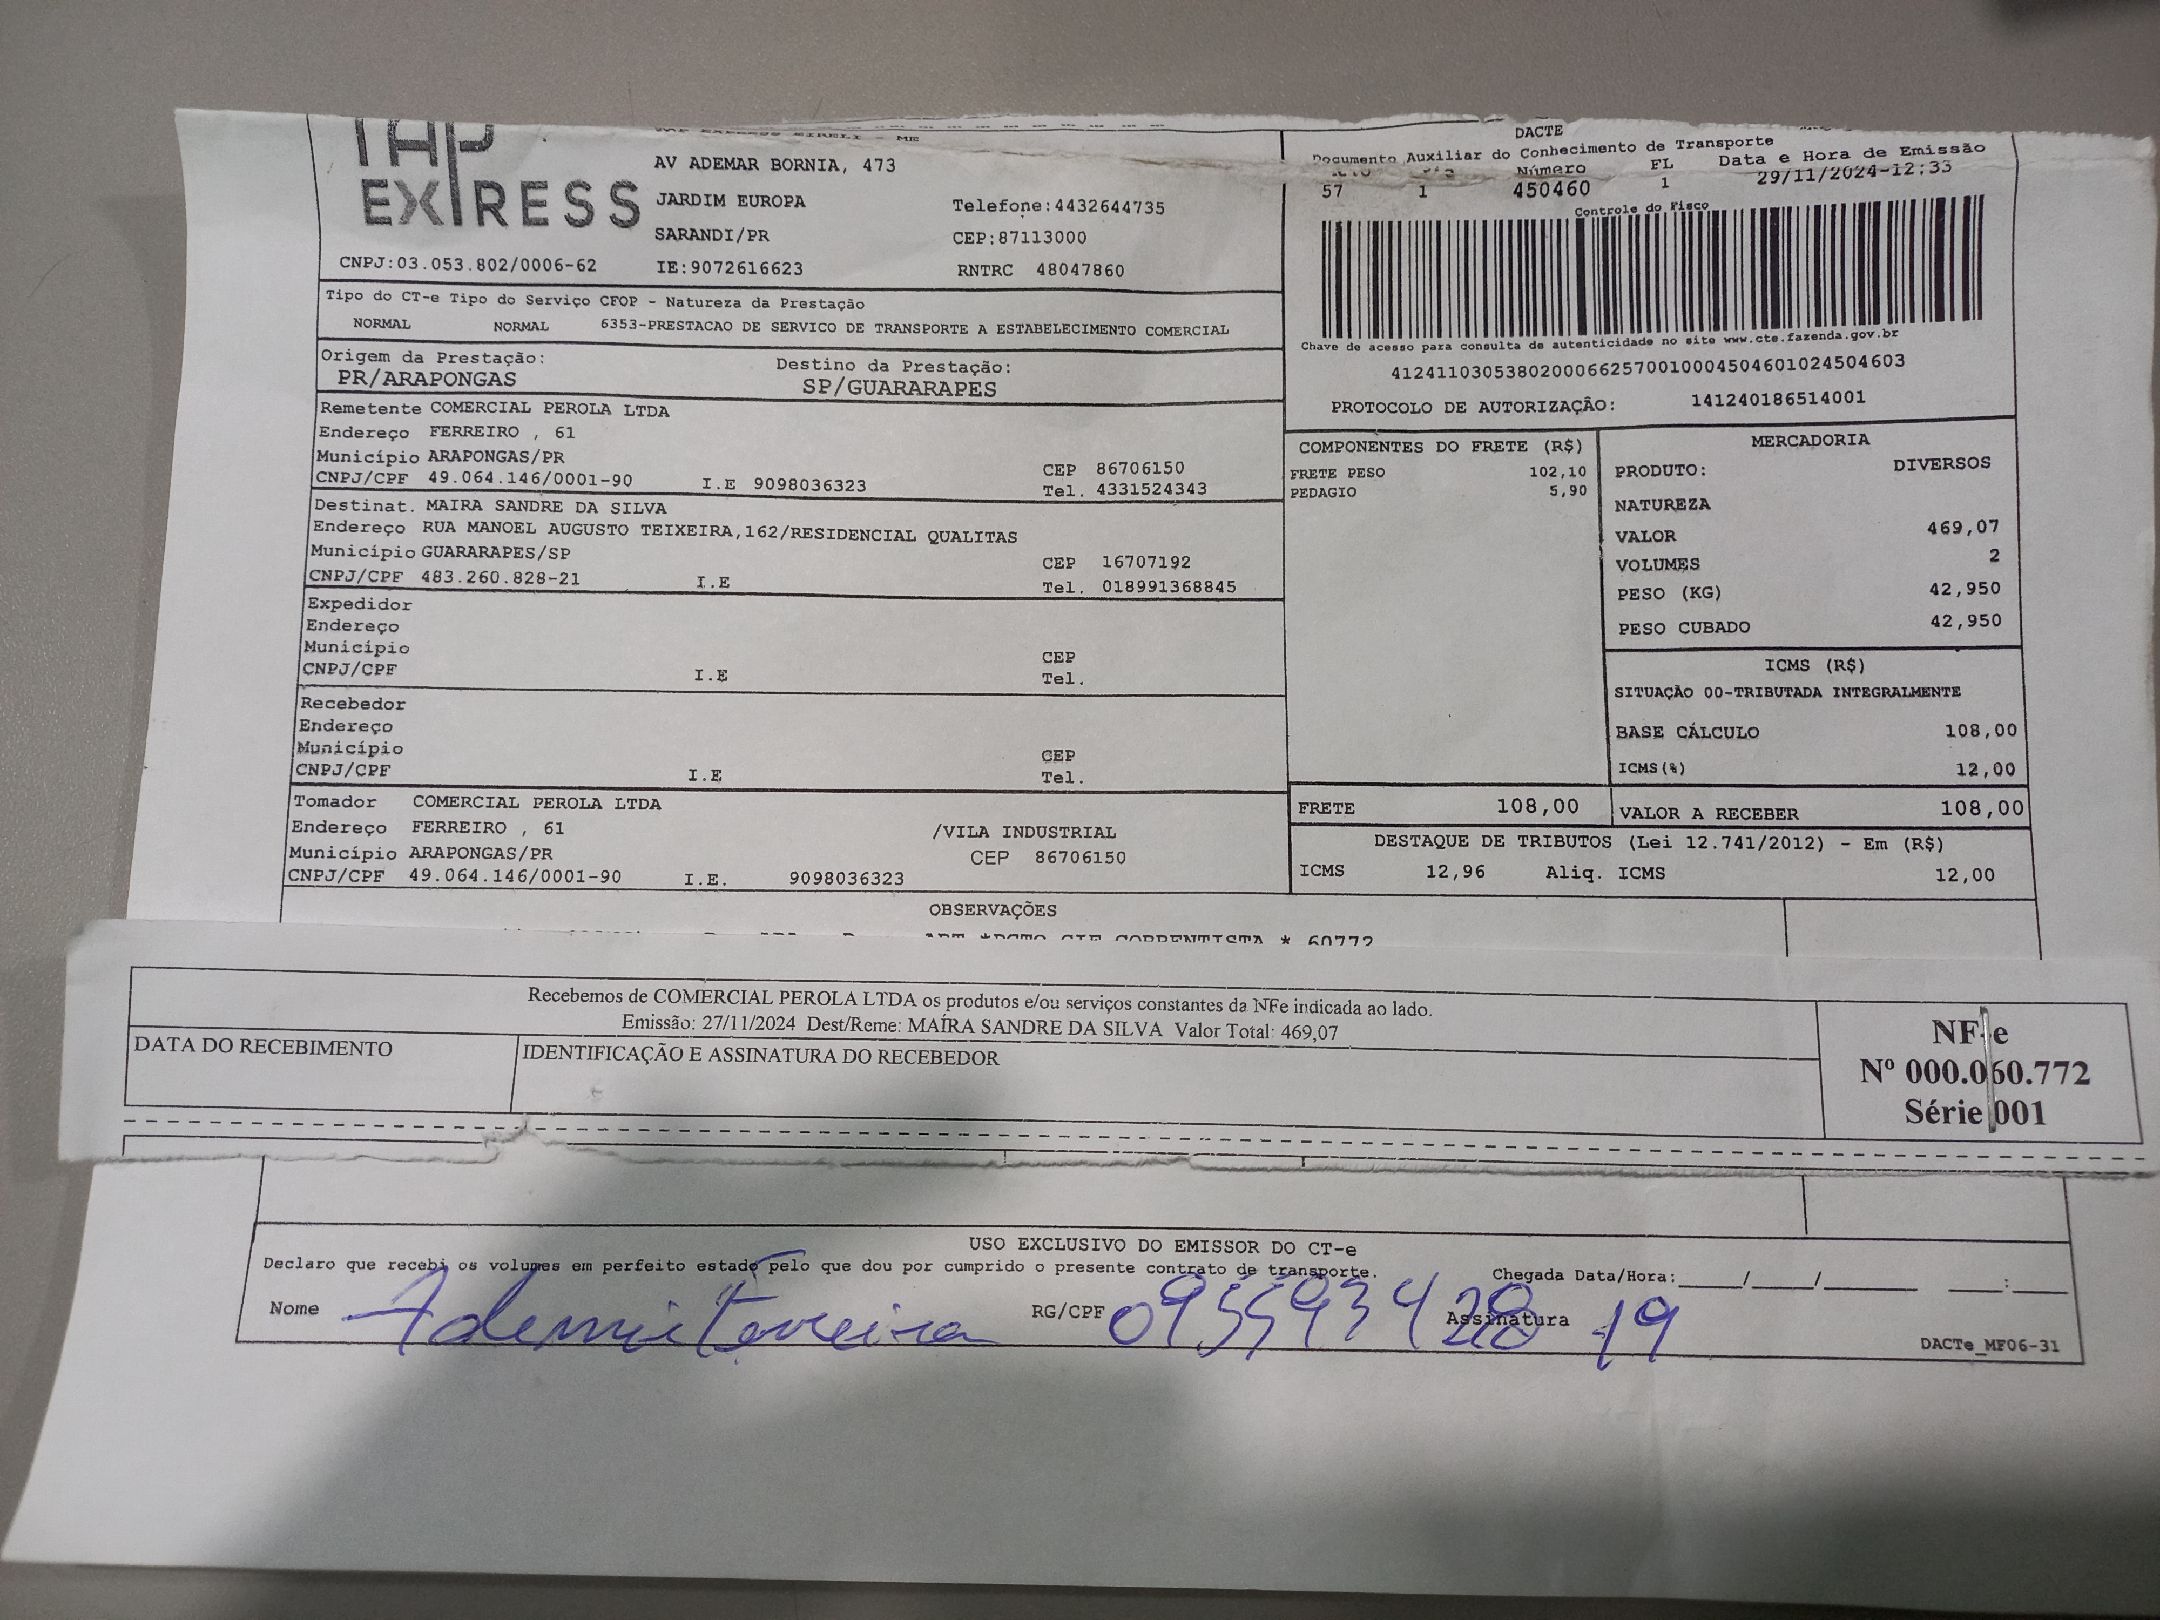 TAP
EXPRESS
TAP EXPRESS EIRELI - ME
AV ADEMAR BORNIA, 473
JARDIM EUROPA Telefone:4432644735
SARANDI/PR CEP:87113000
CNPJ:03.053.802/0006-62 IE:9072616623 RNTRC 48047860
DACTE
Documento Auxiliar do Conhecimento de Transporte
Número FL Data e Hora de Emissão
57 1 450460 1 29/11/2024-12:33
Controle do Fisco
Chave de acesso para consulta de autenticidade no site www.cte.fazenda.gov.br
41241103053802000662570010004504601024504603
PROTOCOLO DE AUTORIZAÇÃO: 141240186514001
Tipo do CT-e Tipo do Serviço CFOP - Natureza da Prestação
NORMAL NORMAL 6353-PRESTACAO DE SERVICO DE TRANSPORTE A ESTABELECIMENTO COMERCIAL
Origem da Prestação: Destino da Prestação:
PR/ARAPONGAS SP/GUARARAPES
Remetente COMERCIAL PEROLA LTDA
Endereço FERREIRO , 61
Município ARAPONGAS/PR CEP 86706150
CNPJ/CPF 49.064.146/0001-90 I.E 9098036323 Tel. 4331524343
Destinat. MAIRA SANDRE DA SILVA
Endereço RUA MANOEL AUGUSTO TEIXEIRA,162/RESIDENCIAL QUALITAS
Município GUARARAPES/SP CEP 16707192
CNPJ/CPF 483.260.828-21 I.E Tel. 018991368845
Expedidor
Endereço
Município CEP
CNPJ/CPF I.E Tel.
Recebedor
Endereço
Município CEP
CNPJ/CPF I.E Tel.
Tomador COMERCIAL PEROLA LTDA
Endereço FERREIRO , 61 /VILA INDUSTRIAL
Município ARAPONGAS/PR CEP 86706150
CNPJ/CPF 49.064.146/0001-90 I.E. 9098036323
COMPONENTES DO FRETE (R$)
FRETE PESO 102,10
PEDAGIO 5,90
MERCADORIA
PRODUTO: DIVERSOS
NATUREZA
VALOR 469,07
VOLUMES 2
PESO (KG) 42,950
PESO CUBADO 42,950
ICMS (R$)
SITUAÇÃO 00-TRIBUTADA INTEGRALMENTE
BASE CÁLCULO 108,00
ICMS(%) 12,00
FRETE 108,00 VALOR A RECEBER 108,00
DESTAQUE DE TRIBUTOS (Lei 12.741/2012) - Em (R$)
ICMS 12,96 Aliq. ICMS 12,00
OBSERVAÇÕES
CORRENTISTA * 60772
Recebemos de COMERCIAL PEROLA LTDA os produtos e/ou serviços constantes da NFe indicada ao lado.
Emissão: 27/11/2024 Dest/Reme: MAÍRA SANDRE DA SILVA Valor Total: 469,07
DATA DO RECEBIMENTO IDENTIFICAÇÃO E ASSINATURA DO RECEBEDOR
NF-e
Nº 000.060.772
Série 001
USO EXCLUSIVO DO EMISSOR DO CT-e
Declaro que recebi os volumes em perfeito estado pelo que dou por cumprido o presente contrato de transporte. Chegada Data/Hora:____/____/______ ___:___
Nome RG/CPF 095593428-19 Assinatura
DACTe_MF06-31